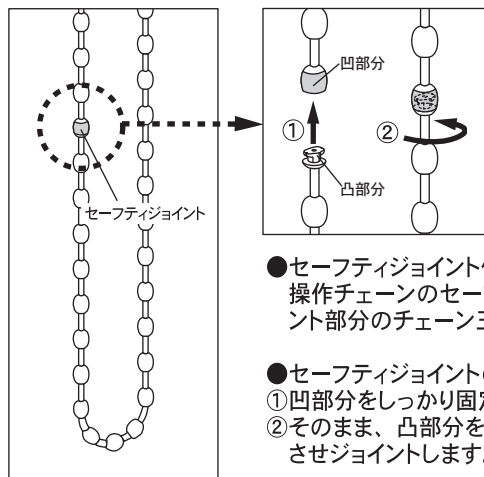 セーフティジョイント
凹部分
①
②
凸部分
●セーフティジョイント
操作チェーンのセー
ント部分のチェーン
●セーフティジョイント
①凹部分をしっかり固
②そのまま、凸部分を
させジョイントします。